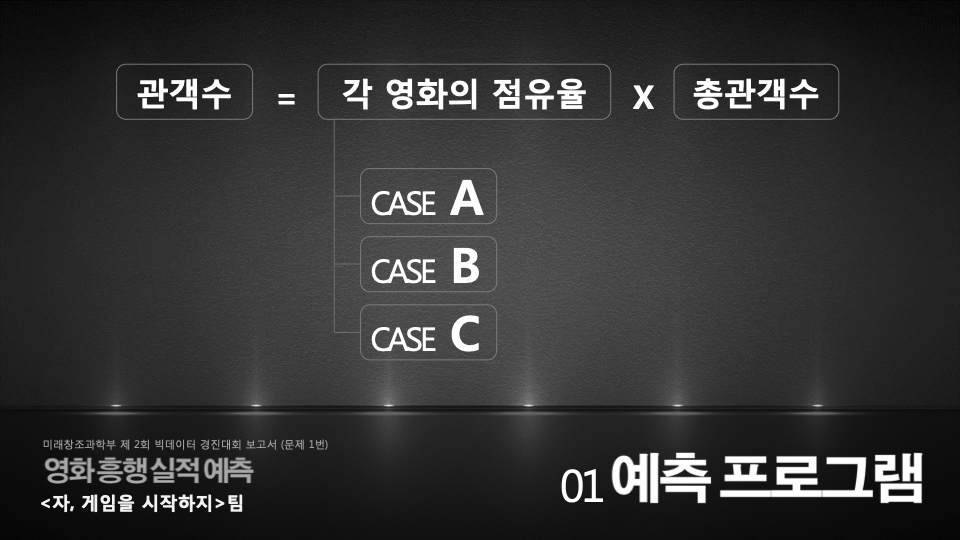 관객수 = 각 영화의 점유율 X 총관객수
CASE A
CASE B
CASE C
미래창조과학부 제 2회 빅데이터 경진대회 보고서 (문제 1번)
영화 흥행 실적 예측
<자, 게임을 시작하지>팀
01 예측 프로그램